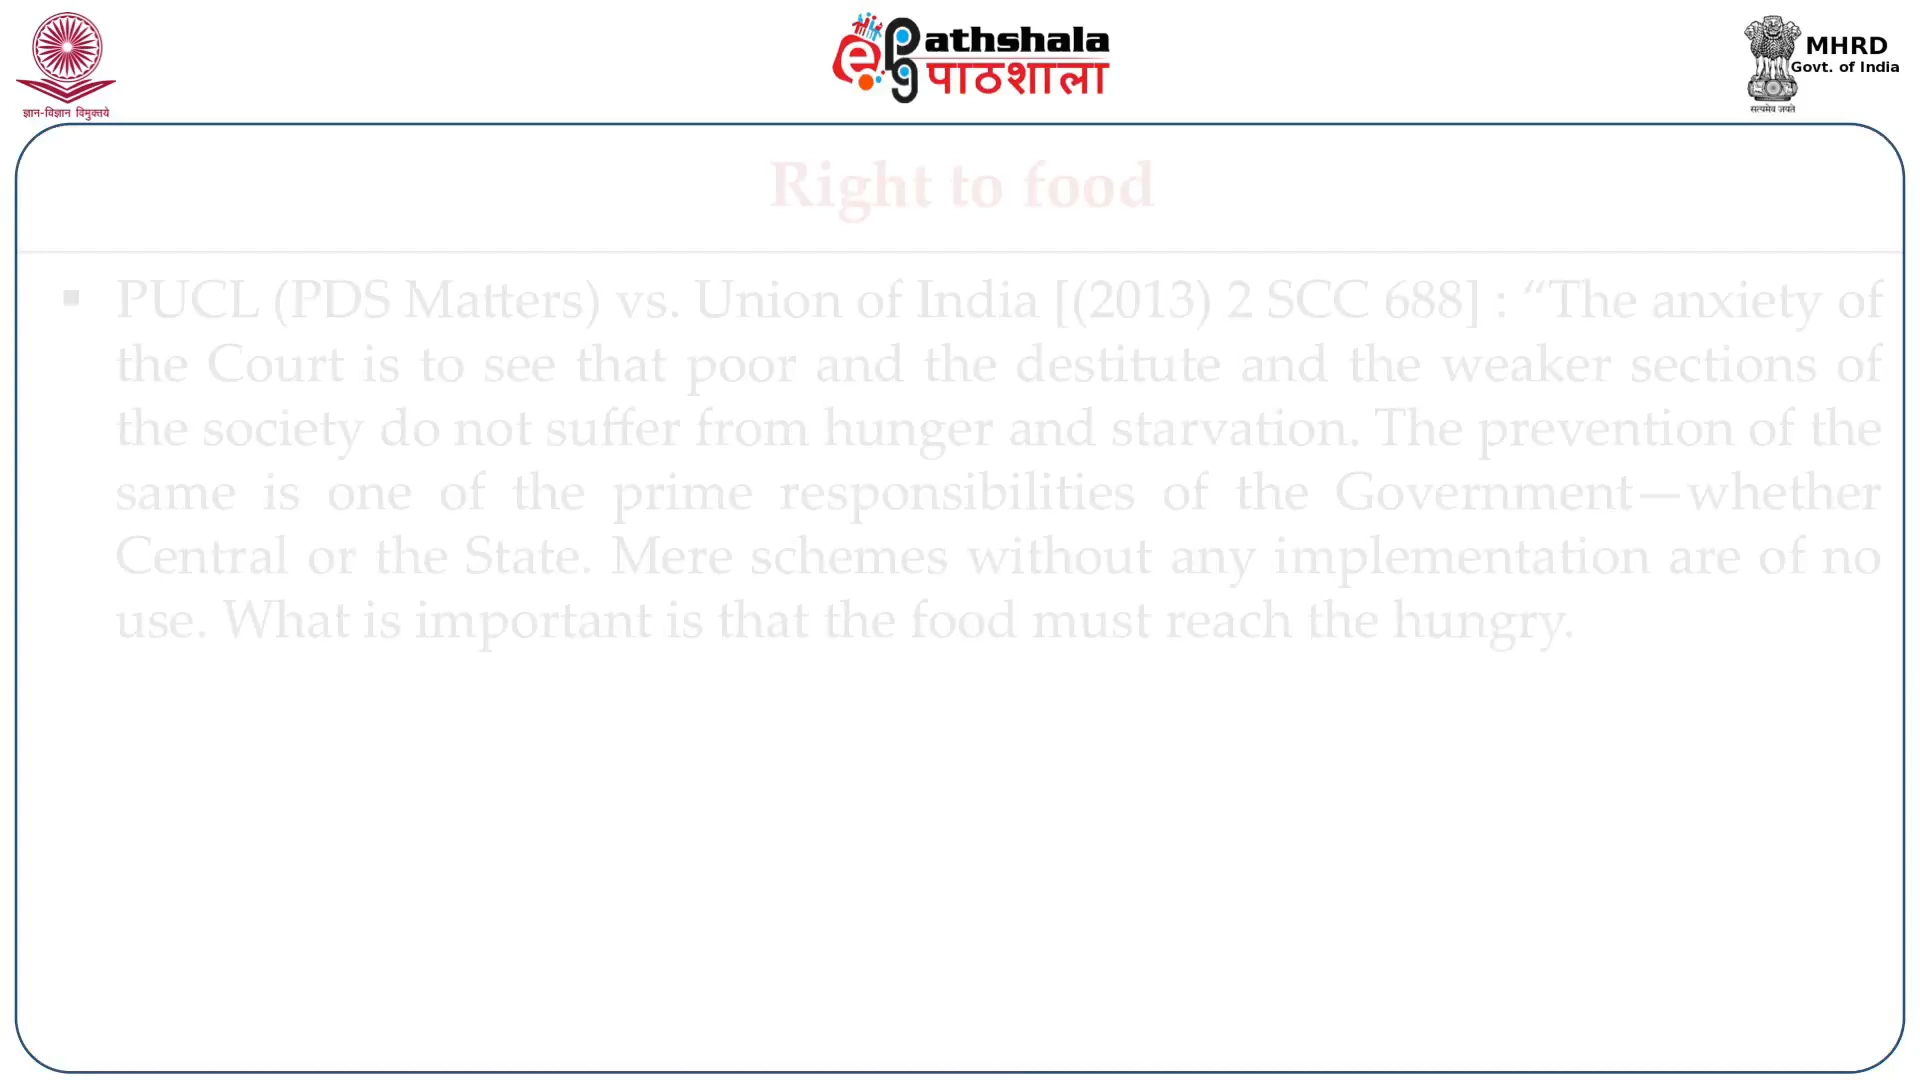 ज्ञान-विज्ञान विमुक्तये
e PG Pathshala
पाठशाला
MHRD
Govt. of India
सत्यमेव जयते
Right to food
▪ PUCL (PDS Matters) vs. Union of India [(2013) 2 SCC 688] : “The anxiety of
the Court is to see that poor and the destitute and the weaker sections of
the society do not suffer from hunger and starvation. The prevention of the
same is one of the prime responsibilities of the Government—whether
Central or the State. Mere schemes without any implementation are of no
use. What is important is that the food must reach the hungry.